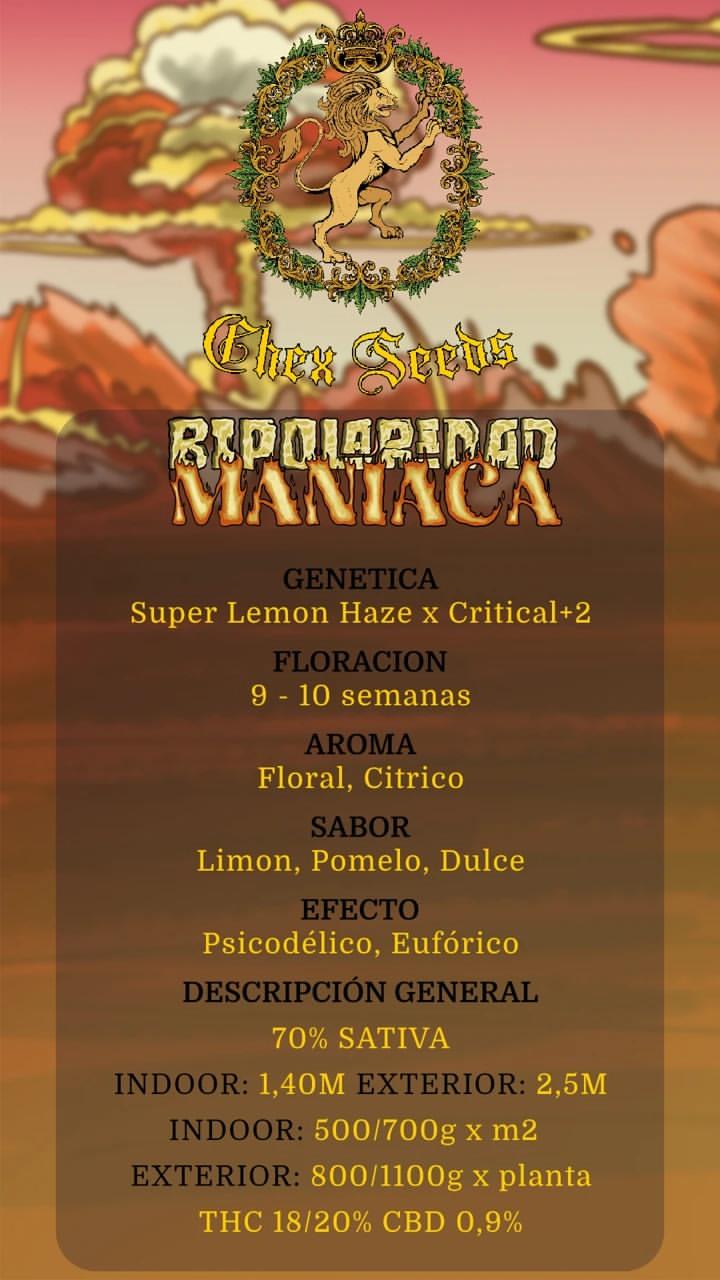 Chex Seeds
BIPOLARIDAD
MANIACA
GENETICA
Super Lemon Haze x Critical+2
FLORACION
9 - 10 semanas
AROMA
Floral, Citrico
SABOR
Limon, Pomelo, Dulce
EFECTO
Psicodélico, Eufórico
DESCRIPCIÓN GENERAL
70% SATIVA
INDOOR: 1,40M EXTERIOR: 2,5M
INDOOR: 500/700g x m2
EXTERIOR: 800/1100g x planta
THC 18/20% CBD 0,9%